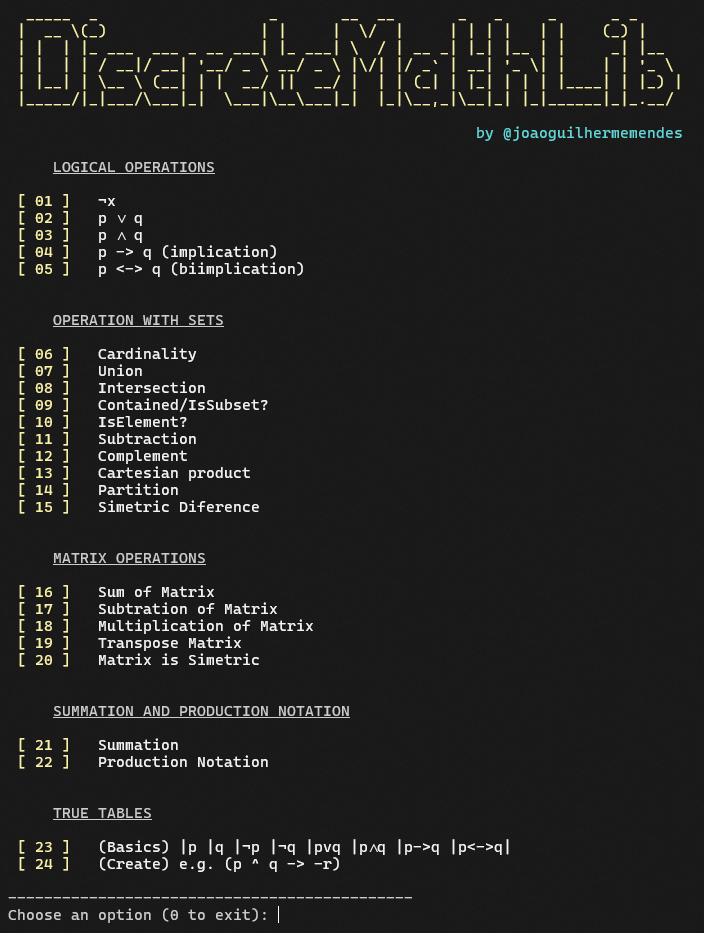 DiscreteMathLib
by @joaoguilhermemendes
LOGICAL OPERATIONS
[ 01 ] ¬x
[ 02 ] p ∨ q
[ 03 ] p ∧ q
[ 04 ] p -> q (implication)
[ 05 ] p <-> q (biimplication)
OPERATION WITH SETS
[ 06 ] Cardinality
[ 07 ] Union
[ 08 ] Intersection
[ 09 ] Contained/IsSubset?
[ 10 ] IsElement?
[ 11 ] Subtraction
[ 12 ] Complement
[ 13 ] Cartesian product
[ 14 ] Partition
[ 15 ] Simetric Diference
MATRIX OPERATIONS
[ 16 ] Sum of Matrix
[ 17 ] Subtration of Matrix
[ 18 ] Multiplication of Matrix
[ 19 ] Transpose Matrix
[ 20 ] Matrix is Simetric
SUMMATION AND PRODUCTION NOTATION
[ 21 ] Summation
[ 22 ] Production Notation
TRUE TABLES
[ 23 ] (Basics) |p |q |¬p |¬q |pvq |p∧q |p->q |p<->q|
[ 24 ] (Create) e.g. (p ^ q -> -r)
----------------------------------------------
Choose an option (0 to exit):